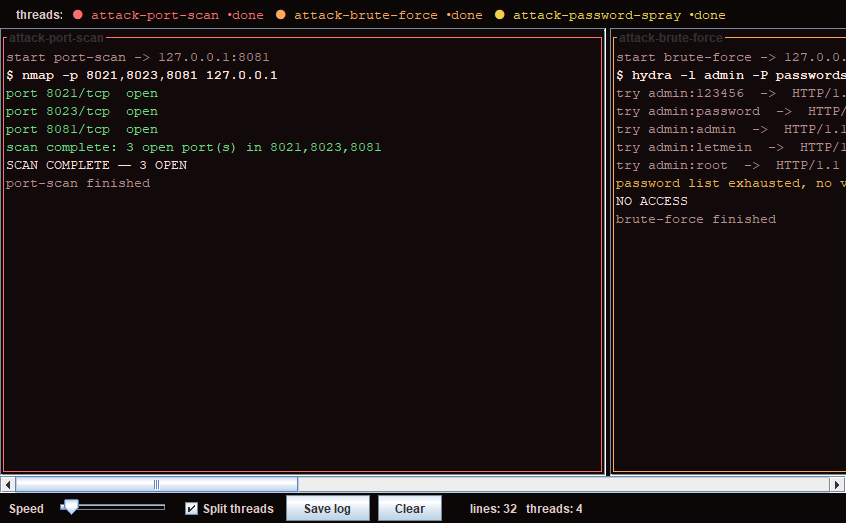 threads: attack-port-scan •done attack-brute-force •done attack-password-spray •done
attack-port-scan
start port-scan -> 127.0.0.1:8081
$ nmap -p 8021,8023,8081 127.0.0.1
port 8021/tcp open
port 8023/tcp open
port 8081/tcp open
scan complete: 3 open port(s) in 8021,8023,8081
SCAN COMPLETE — 3 OPEN
port-scan finished
attack-brute-force
start brute-force -> 127.0.0.
$ hydra -l admin -P passwords
try admin:123456 -> HTTP/1.
try admin:password -> HTTP/
try admin:admin -> HTTP/1.1
try admin:letmein -> HTTP/1
try admin:root -> HTTP/1.1
password list exhausted, no v
NO ACCESS
brute-force finished
Speed Split threads Save log Clear lines: 32 threads: 4